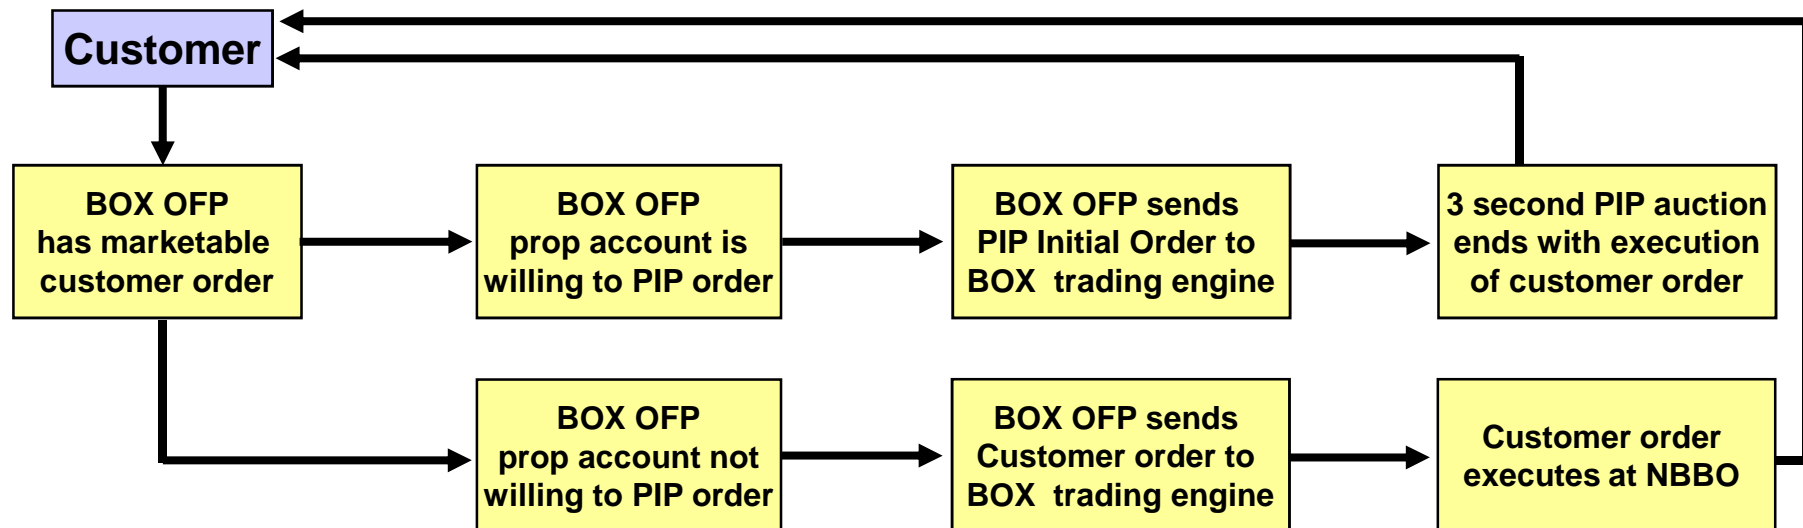 Customer
BOX OFP
has marketable
customer order
BOX OFP
prop account is
willing to PIP order
BOX OFP sends
PIP Initial Order to
BOX trading engine
3 second PIP auction
ends with execution
of customer order
BOX OFP
prop account not
willing to PIP order
BOX OFP sends
Customer order to
BOX trading engine
Customer order
executes at NBBO